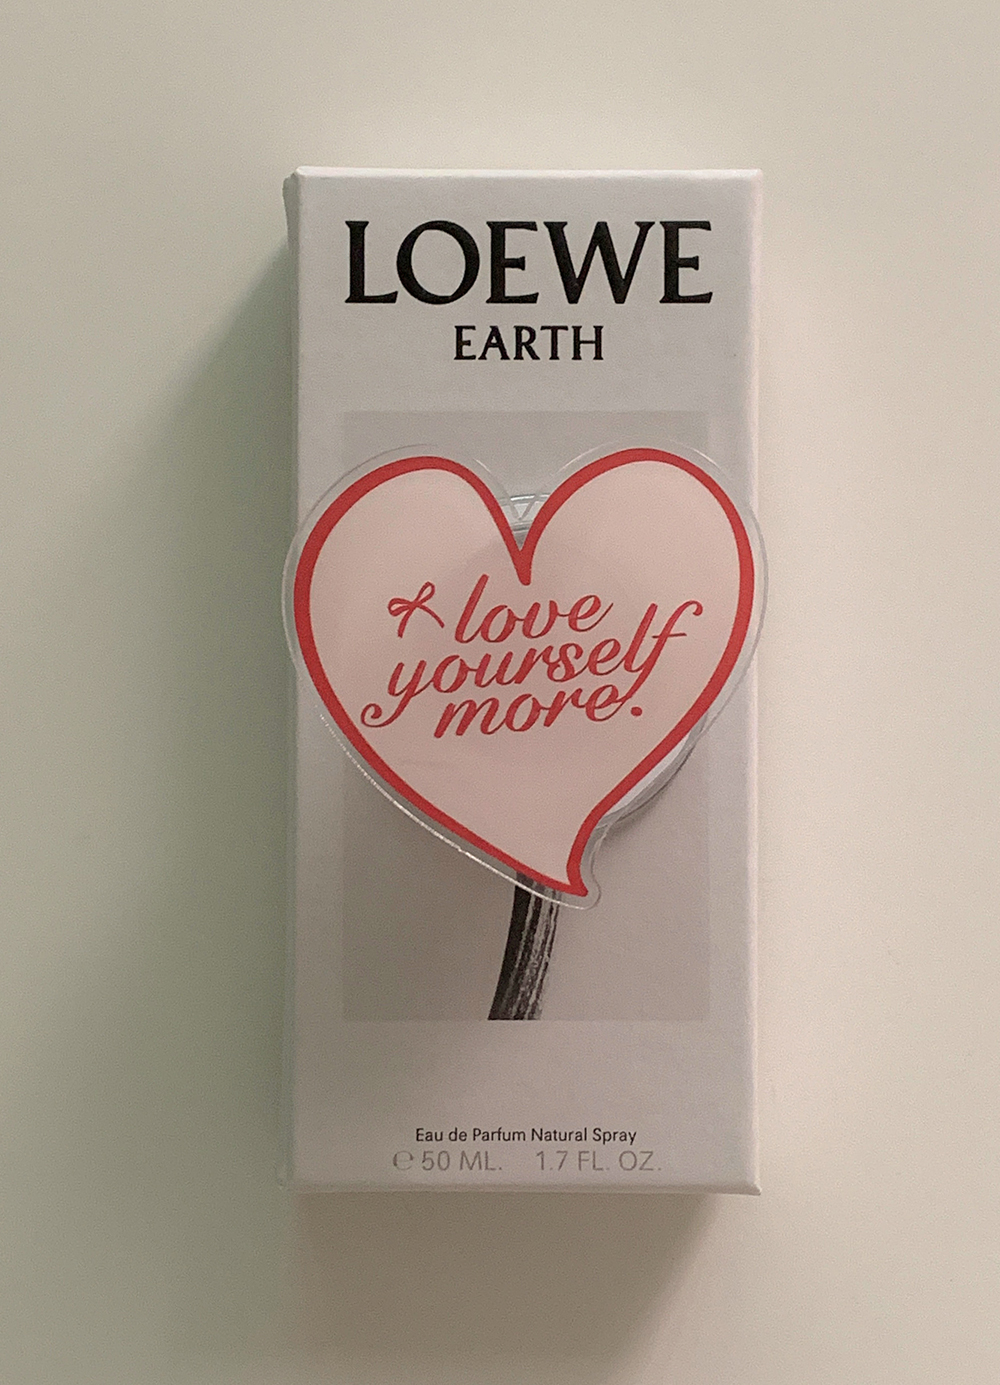 LOEWE
EARTH
love
yourself
more.
Eau de Parfum Natural Spray
℮ 50 ML. 1.7 FL. OZ.